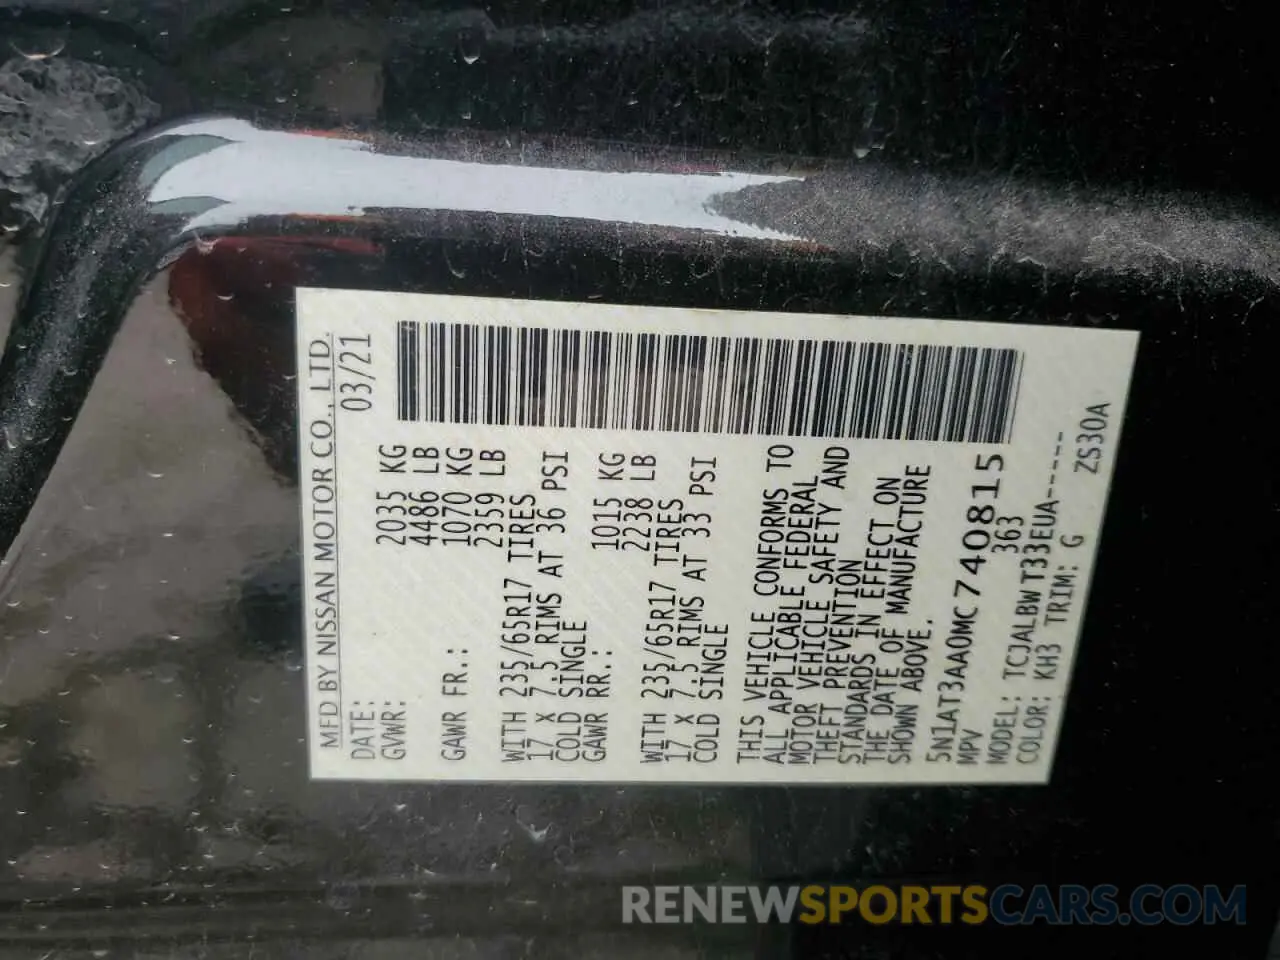 MFD BY NISSAN MOTOR CO., LTD.
DATE: 03/21
GVWR: 2035 KG
4486 LB
GAWR FR.: 1070 KG
2359 LB
WITH 235/65R17 TIRES
17 X 7.5 RIMS AT 36 PSI
COLD SINGLE
GAWR RR.: 1015 KG
2238 LB
WITH 235/65R17 TIRES
17 X 7.5 RIMS AT 33 PSI
COLD SINGLE
THIS VEHICLE CONFORMS TO
ALL APPLICABLE FEDERAL
MOTOR VEHICLE SAFETY AND
THEFT PREVENTION
STANDARDS IN EFFECT ON
THE DATE OF MANUFACTURE
SHOWN ABOVE.
5N1AT3AA0MC740815
MPV 363
MODEL: TCJALBWT33EUA-----
COLOR: KH3 TRIM: G ZS30A
RENEWSPORTSCARS.COM